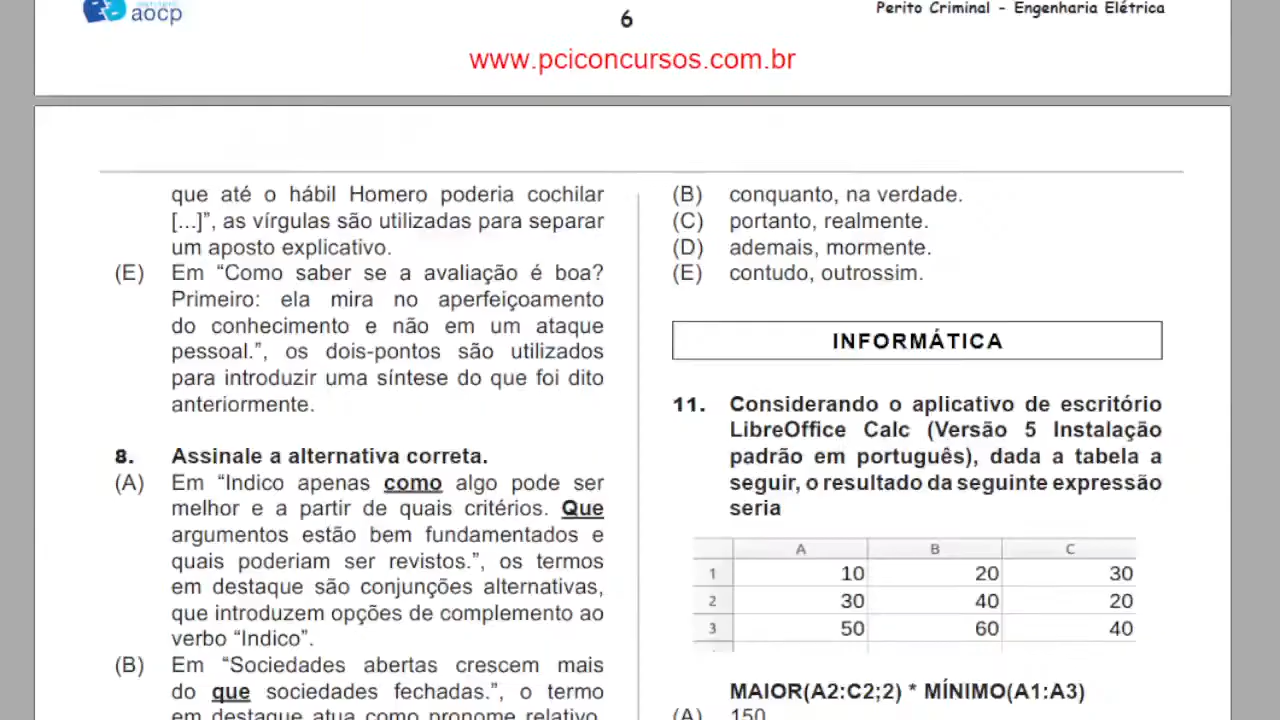 aocp
Perito Criminal - Engenharia Elétrica
6
www.pciconcursos.com.br
que até o hábil Homero poderia cochilar
[...]”, as vírgulas são utilizadas para separar
um aposto explicativo.
(E) Em “Como saber se a avaliação é boa?
Primeiro: ela mira no aperfeiçoamento
do conhecimento e não em um ataque
pessoal.”, os dois-pontos são utilizados
para introduzir uma síntese do que foi dito
anteriormente.
8. Assinale a alternativa correta.
(A) Em “Indico apenas como algo pode ser
melhor e a partir de quais critérios. Que
argumentos estão bem fundamentados e
quais poderiam ser revistos.”, os termos
em destaque são conjunções alternativas,
que introduzem opções de complemento ao
verbo “Indico”.
(B) Em “Sociedades abertas crescem mais
do que sociedades fechadas.”, o termo
em destaque atua como pronome relativo,
(B) conquanto, na verdade.
(C) portanto, realmente.
(D) ademais, mormente.
(E) contudo, outrossim.
INFORMÁTICA
11. Considerando o aplicativo de escritório
LibreOffice Calc (Versão 5 Instalação
padrão em português), dada a tabela a
seguir, o resultado da seguinte expressão
seria
A B C
1 10 20 30
2 30 40 20
3 50 60 40
MAIOR(A2:C2;2) * MÍNIMO(A1:A3)
(A) 150